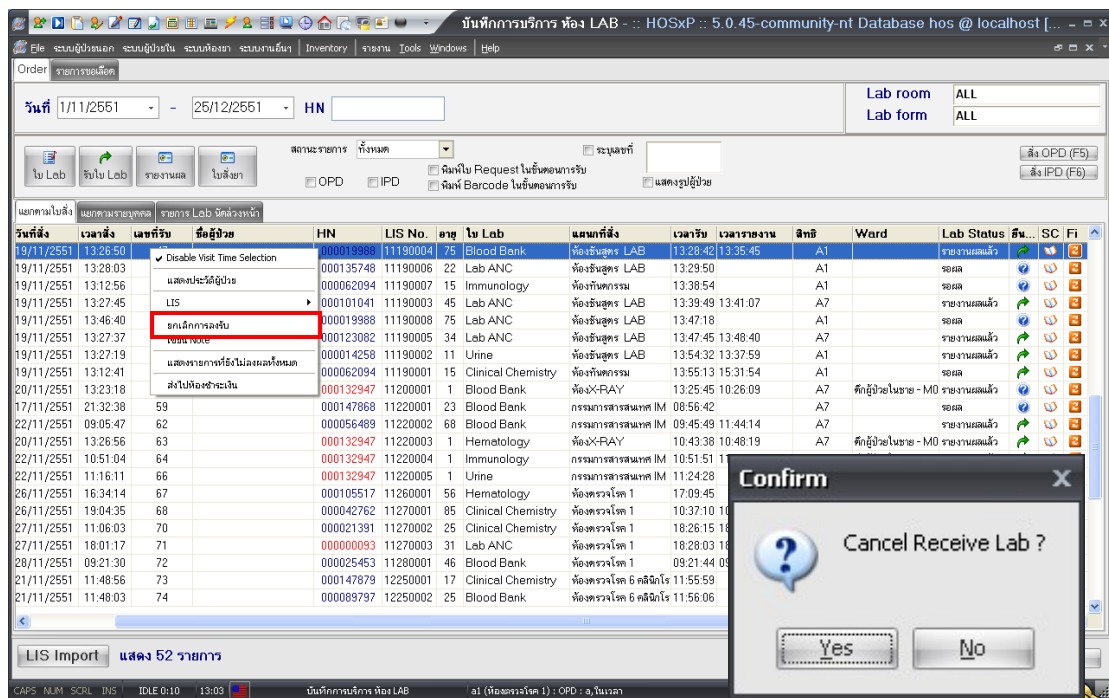 บันทึกการบริการ ห้อง LAB - :: HOSxP :: 5.0.45-community-nt Database hos @ localhost [...
File ระบบผู้ป่วยนอก ระบบผู้ป่วยใน ระบบห้องยา ระบบงานอื่นๆ Inventory รายงาน Tools Windows Help
Order รายการขอเลือด
วันที่ 1/11/2551 - 25/12/2551 HN
Lab room ALL
Lab form ALL
สถานะรายการ ทั้งหมด ระบุเลขที่
ใบ Lab รับใบ Lab รายงานผล ใบสั่งยา
OPD IPD พิมพ์ใบ Request ในขั้นตอนการรับ
พิมพ์ Barcode ในขั้นตอนการรับ แสดงรูปผู้ป่วย
สั่ง OPD (F5)
สั่ง IPD (F6)
แยกตามใบสั่ง แยกตามรายบุคคล รายการ Lab นัดล่วงหน้า
วันที่สั่ง เวลาสั่ง เลขที่รับ ชื่อผู้ป่วย HN LIS No. อายุ ใบ Lab แผนกที่สั่ง เวลารับ เวลารายงาน สิทธิ Ward Lab Status SC Fi
19/11/2551 13:26:50 000019988 11190004 75 Blood Bank ห้องชันสูตร LAB 13:28:42 13:35:45 A1 รายงานผลแล้ว
19/11/2551 13:28:03 000135748 11190006 22 Lab ANC ห้องชันสูตร LAB 13:29:50 A1 รอผล
19/11/2551 13:12:56 000062094 11190007 15 Immunology ห้องทันตกรรม 13:38:54 A1 รอผล
19/11/2551 13:27:45 000101041 11190003 45 Lab ANC ห้องชันสูตร LAB 13:39:49 13:41:07 A7 รายงานผลแล้ว
19/11/2551 13:46:40 000019988 11190008 75 Lab ANC ห้องชันสูตร LAB 13:47:18 A1 รอผล
19/11/2551 13:27:37 000123082 11190005 34 Lab ANC ห้องชันสูตร LAB 13:47:45 13:48:40 A7 รายงานผลแล้ว
19/11/2551 13:27:19 000014258 11190002 11 Urine ห้องชันสูตร LAB 13:54:32 13:37:59 A1 รายงานผลแล้ว
19/11/2551 13:12:41 000062094 11190001 15 Clinical Chemistry ห้องทันตกรรม 13:55:13 15:31:54 A1 รอผล
20/11/2551 13:23:18 000132947 11200001 1 Blood Bank ห้องX-RAY 13:25:45 10:26:09 A7 ตึกผู้ป่วยในชาย - M0 รายงานผลแล้ว
17/11/2551 21:32:38 59 000147868 11220001 23 Blood Bank กรรมการสารสนเทศ IM 08:56:42 A7 รอผล
22/11/2551 09:05:47 62 000056489 11220002 68 Blood Bank กรรมการสารสนเทศ IM 09:45:49 11:44:14 A7 รายงานผลแล้ว
20/11/2551 13:26:56 63 000132947 11220003 1 Hematology ห้องX-RAY 10:43:38 10:48:19 A7 ตึกผู้ป่วยในชาย - M0 รายงานผลแล้ว
22/11/2551 10:51:04 64 000132947 11220004 1 Immunology กรรมการสารสนเทศ IM 10:51:51 11
22/11/2551 11:16:11 66 000132947 11220005 1 Urine กรรมการสารสนเทศ IM 11:24:28
26/11/2551 16:34:14 67 000105517 11260001 56 Hematology ห้องตรวจโรค 1 17:09:45
26/11/2551 19:04:35 68 000042762 11270001 85 Clinical Chemistry ห้องตรวจโรค 1 10:37:10 10
27/11/2551 11:06:03 70 000021391 11270002 25 Clinical Chemistry ห้องตรวจโรค 1 18:26:15 18
27/11/2551 18:01:17 71 000000093 11270003 31 Lab ANC ห้องตรวจโรค 1 18:28:03 18
28/11/2551 09:21:30 72 000025453 11280001 46 Blood Bank ห้องตรวจโรค 1 09:21:44 09
21/11/2551 11:48:56 73 000147879 12250001 17 Clinical Chemistry ห้องตรวจโรค 6 คลินิกโร 11:55:59
21/11/2551 11:48:03 74 000089797 12250002 25 Blood Bank ห้องตรวจโรค 6 คลินิกโร 11:56:06
Disable Visit Time Selection
แสดงประวัติผู้ป่วย
LIS
ยกเลิกการลงรับ
เขียน Note
แสดงรายการที่ยังไม่ลงผลทั้งหมด
ส่งไปห้องชำระเงิน
Confirm X
Cancel Receive Lab ?
Yes No
LIS Import แสดง 52 รายการ
CAPS NUM SCRL INS IDLE 0:10 13:03 บันทึกการบริการ ห้อง LAB a1 (ห้องตรวจโรค 1) : OPD : a,ในเวลา